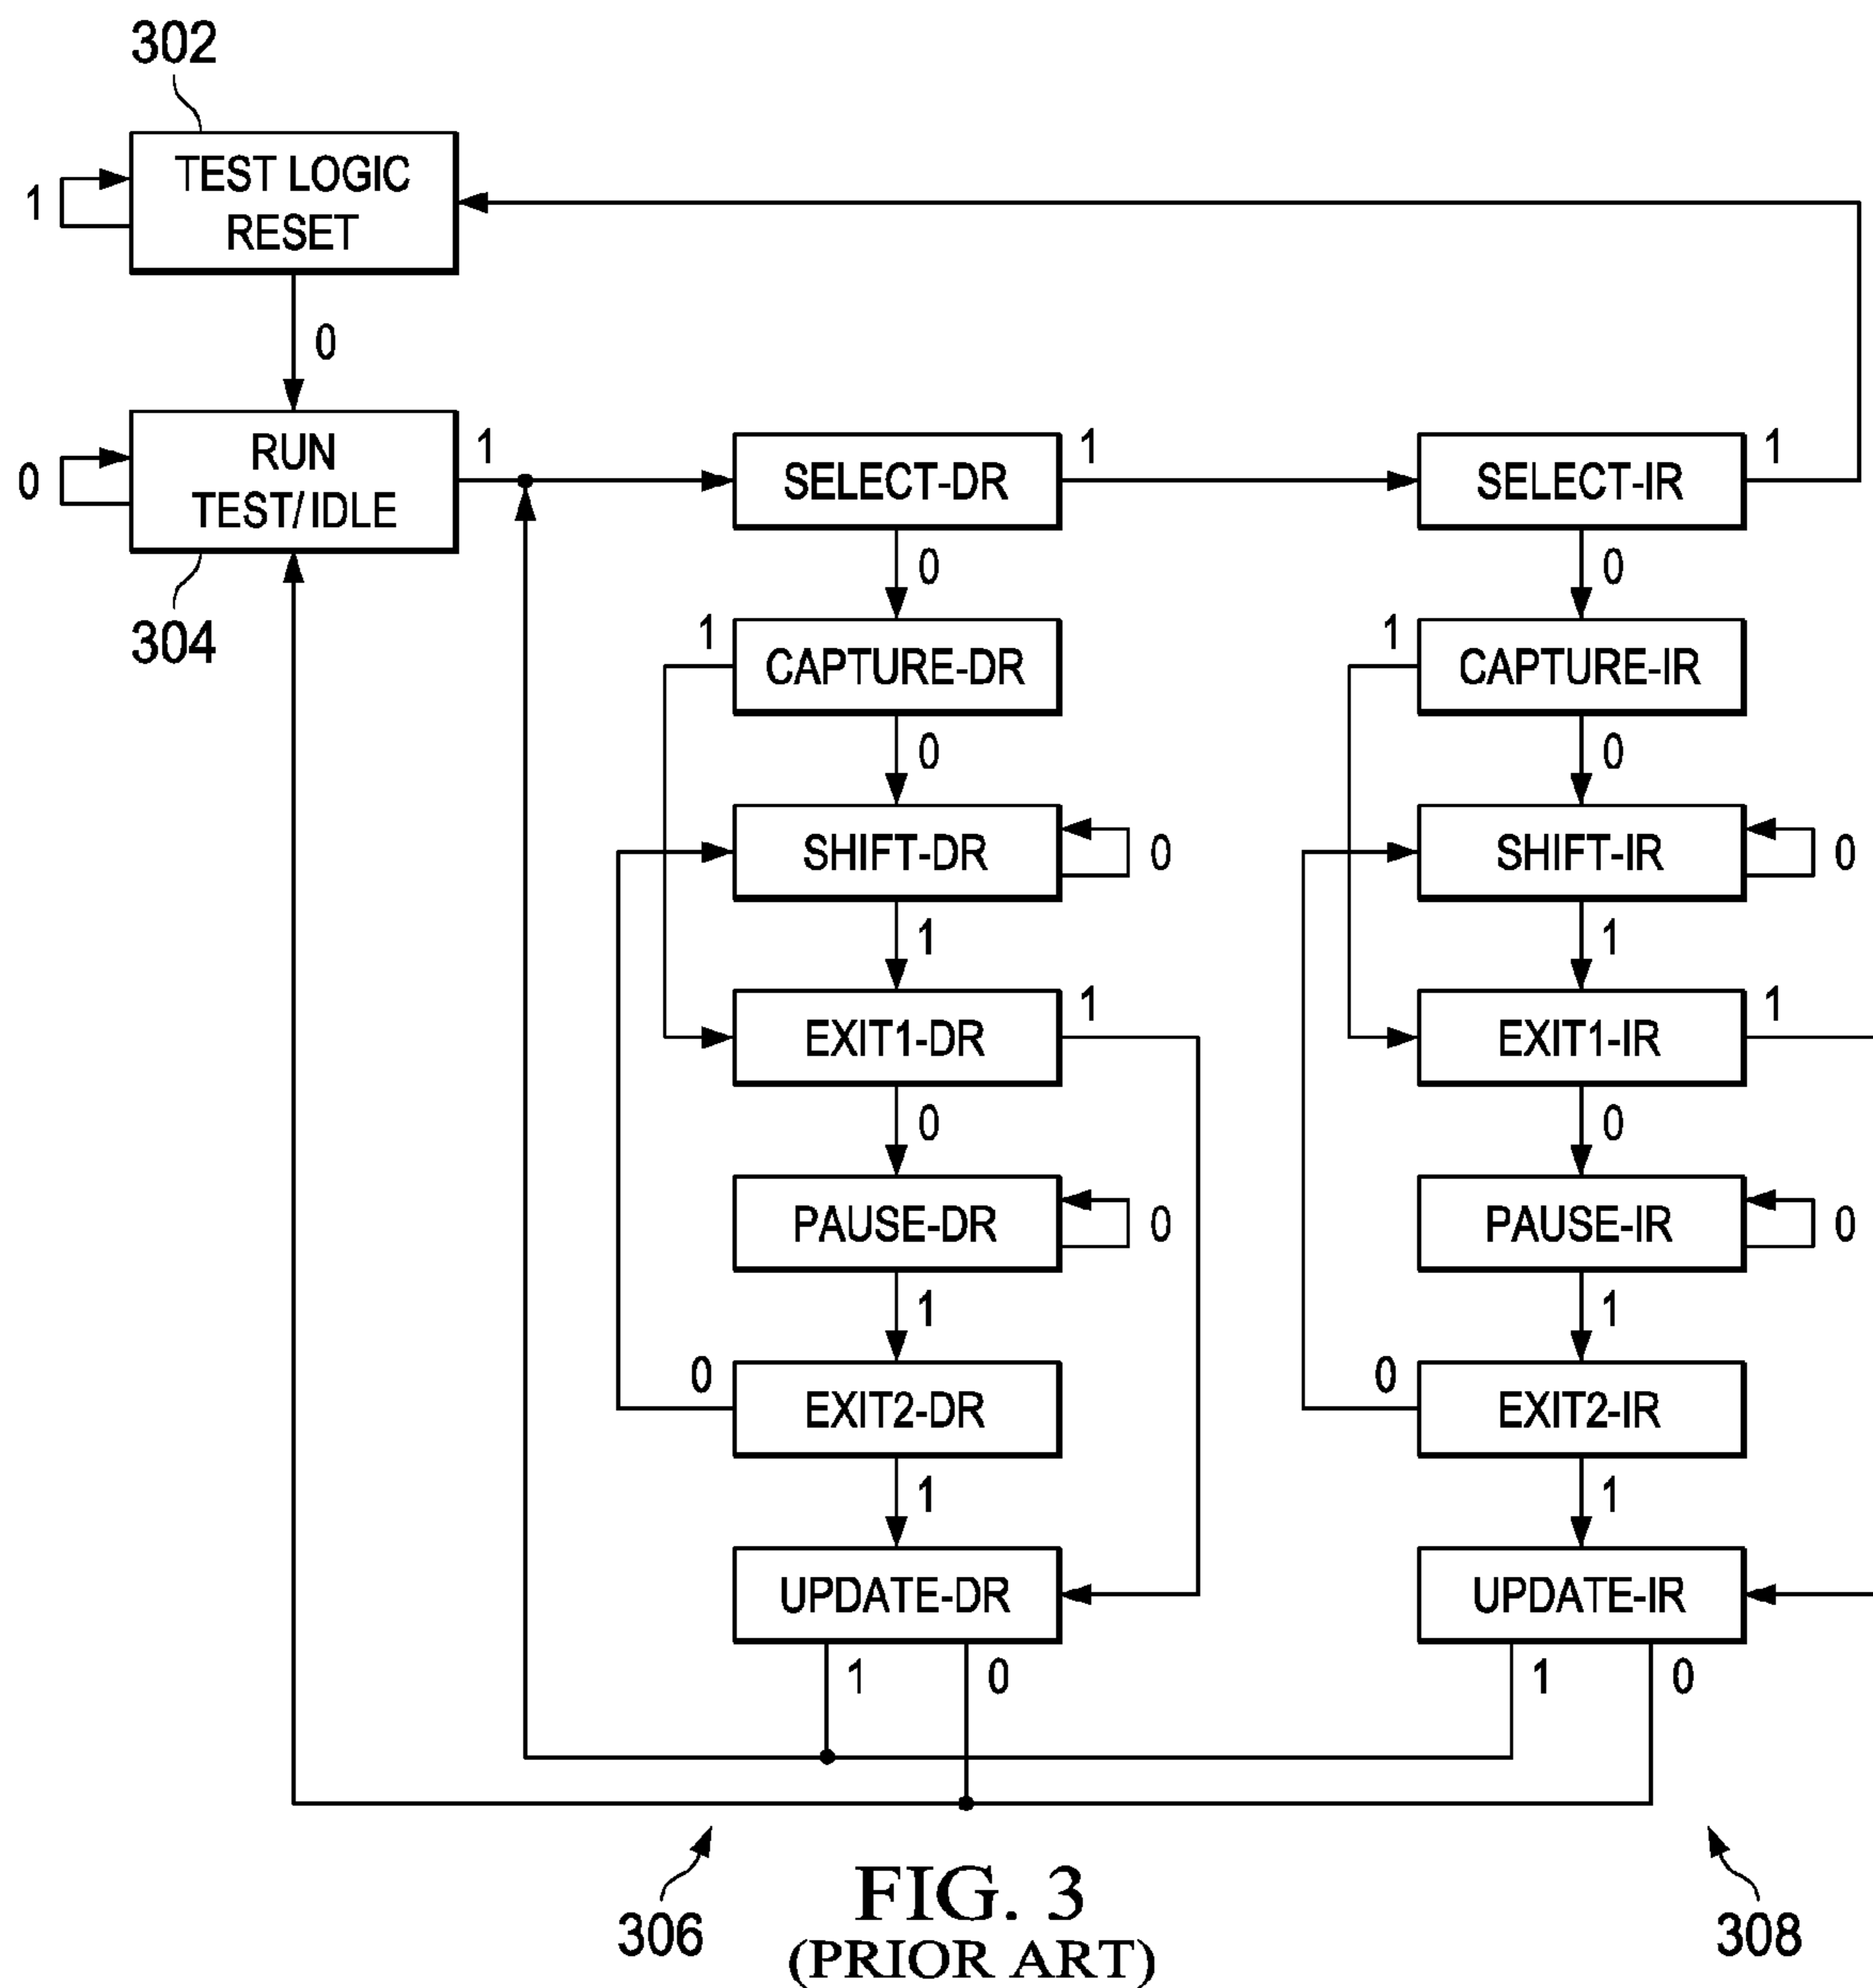 302
TEST LOGIC
RESET
1
0
RUN
TEST/IDLE
0
1
304
SELECT-DR
1
SELECT-IR
1
0
0
1
CAPTURE-DR
1
CAPTURE-IR
0
0
SHIFT-DR
0
SHIFT-IR
0
1
1
EXIT1-DR
1
EXIT1-IR
1
0
0
PAUSE-DR
0
PAUSE-IR
0
1
1
0
EXIT2-DR
0
EXIT2-IR
1
1
UPDATE-DR
UPDATE-IR
1
0
1
0
306
FIG. 3
(PRIOR ART)
308